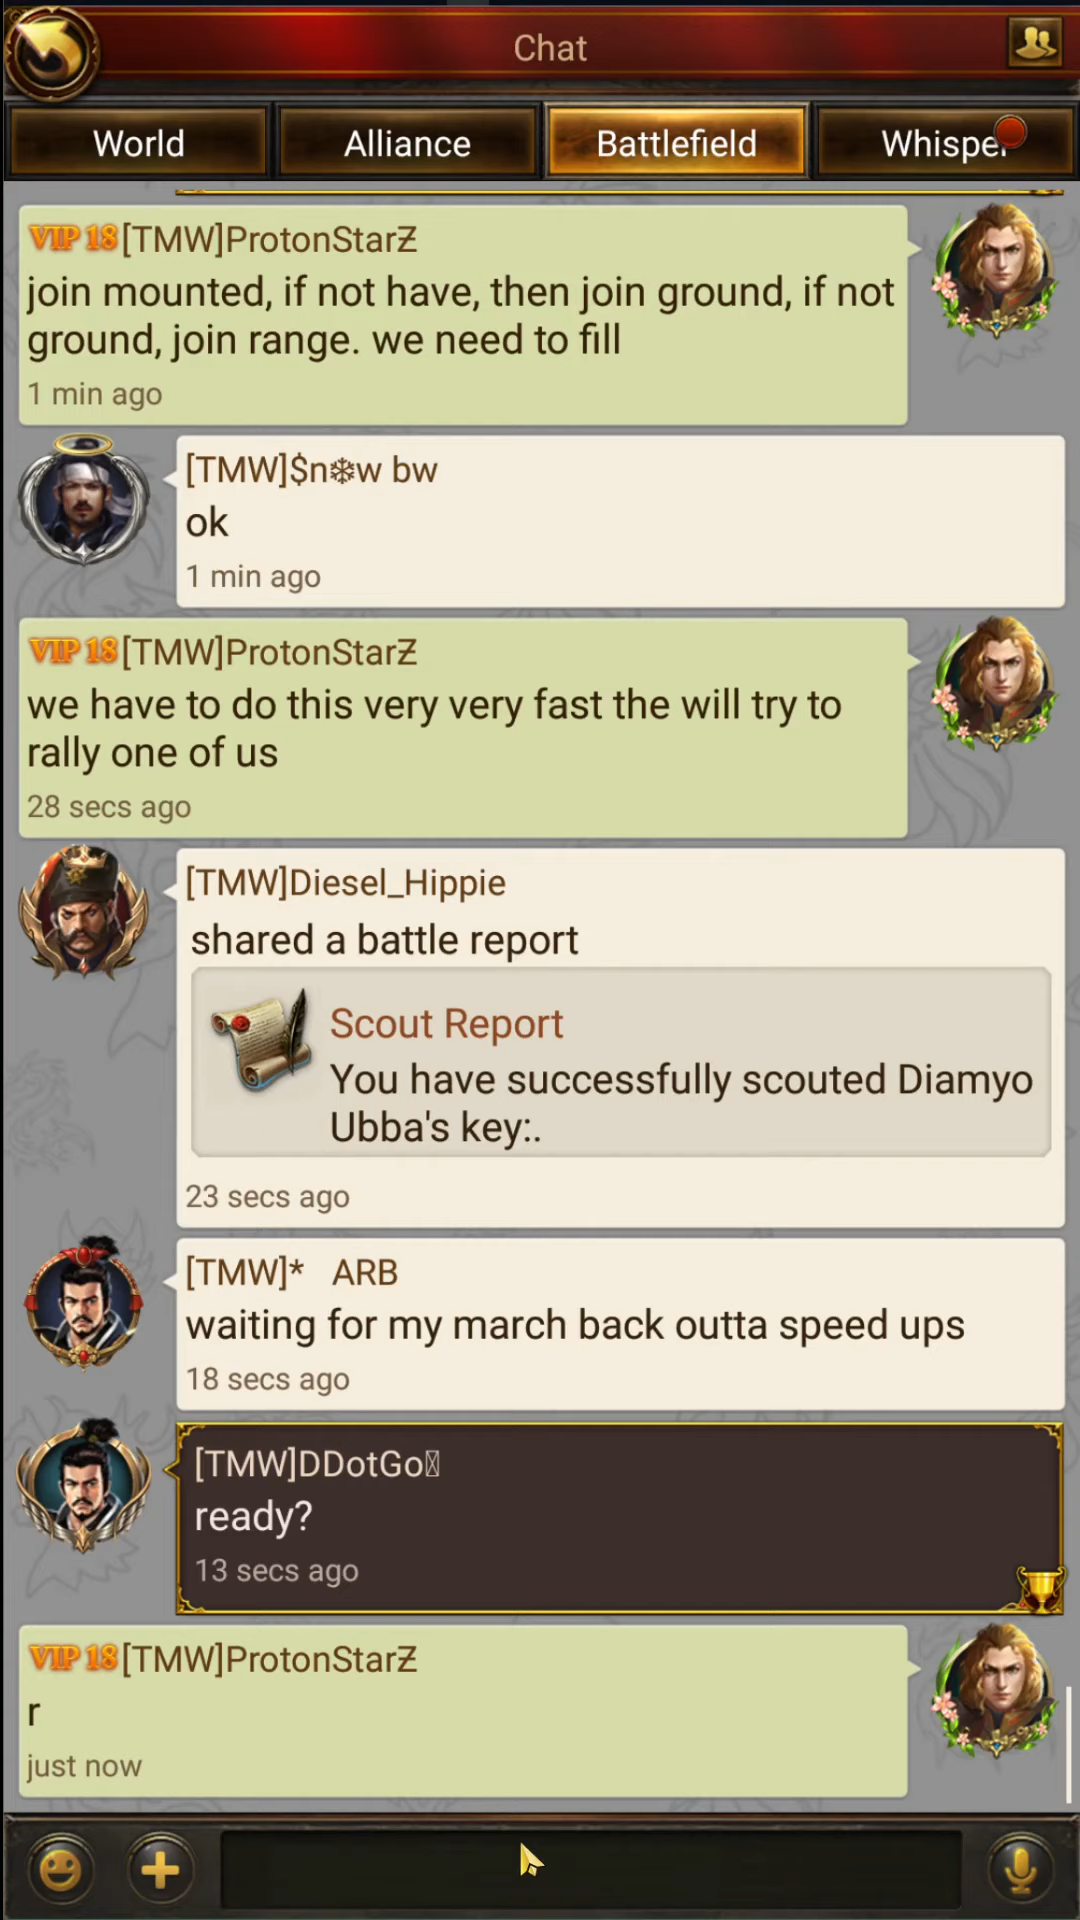 Chat
World Alliance Battlefield Whisper
VIP 18 [TMW]ProtonStarƵ
join mounted, if not have, then join ground, if not
ground, join range. we need to fill
1 min ago
[TMW]$n❄w bw
ok
1 min ago
VIP 18 [TMW]ProtonStarƵ
we have to do this very very fast the will try to
rally one of us
28 secs ago
[TMW]Diesel_Hippie
shared a battle report
Scout Report
You have successfully scouted Diamyo
Ubba's key:.
23 secs ago
[TMW]* ARB
waiting for my march back outta speed ups
18 secs ago
[TMW]DDotGo
ready?
13 secs ago
VIP 18 [TMW]ProtonStarƵ
r
just now